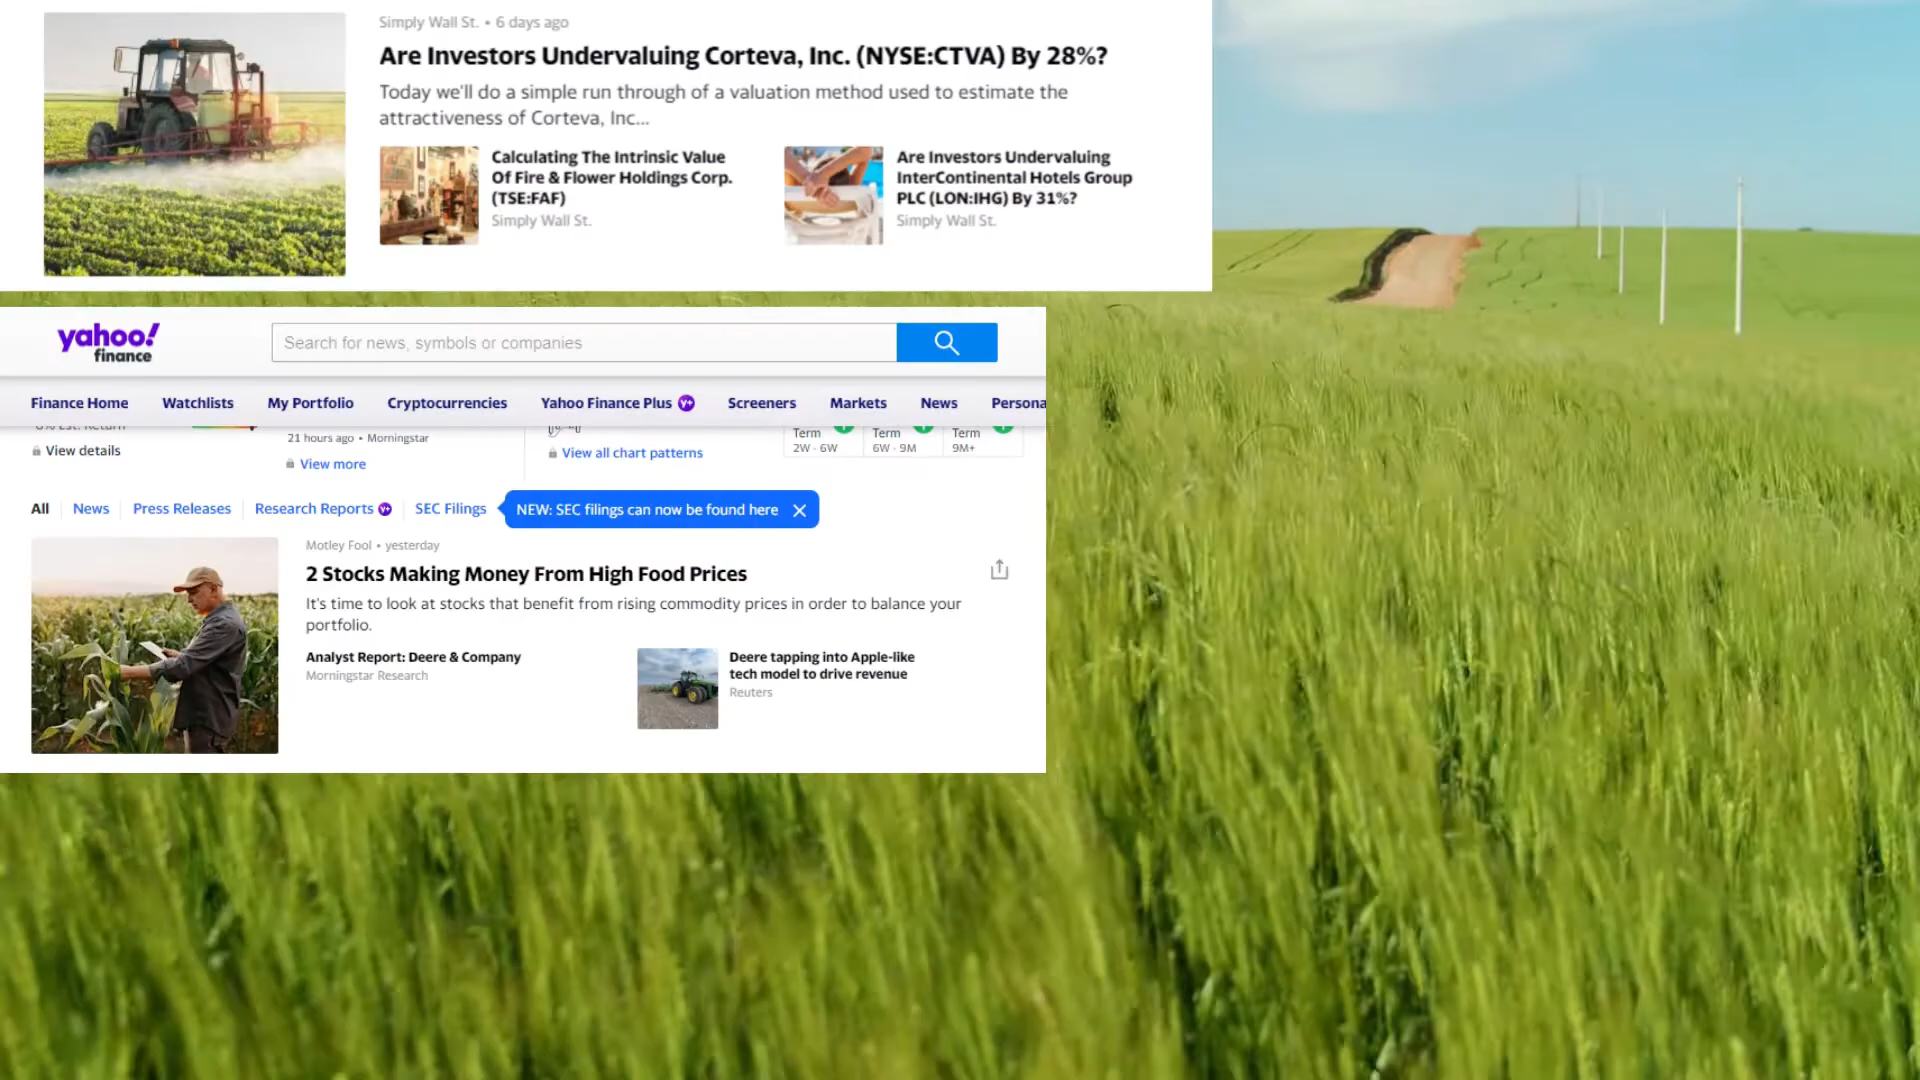 Simply Wall St. • 6 days ago
Are Investors Undervaluing Corteva, Inc. (NYSE:CTVA) By 28%?
Today we'll do a simple run through of a valuation method used to estimate the
attractiveness of Corteva, Inc...
Calculating The Intrinsic Value
Of Fire & Flower Holdings Corp.
(TSE:FAF)
Simply Wall St.
Are Investors Undervaluing
InterContinental Hotels Group
PLC (LON:IHG) By 31%?
Simply Wall St.
yahoo!
finance
Search for news, symbols or companies
Finance Home Watchlists My Portfolio Cryptocurrencies Yahoo Finance Plus Y+ Screeners Markets News Persona
View details
21 hours ago • Morningstar
View more
View all chart patterns
Term Term Term
2W - 6W 6W - 9M 9M+
All News Press Releases Research Reports Y+ SEC Filings NEW: SEC filings can now be found here
Motley Fool • yesterday
2 Stocks Making Money From High Food Prices
It's time to look at stocks that benefit from rising commodity prices in order to balance your
portfolio.
Analyst Report: Deere & Company
Morningstar Research
Deere tapping into Apple-like
tech model to drive revenue
Reuters